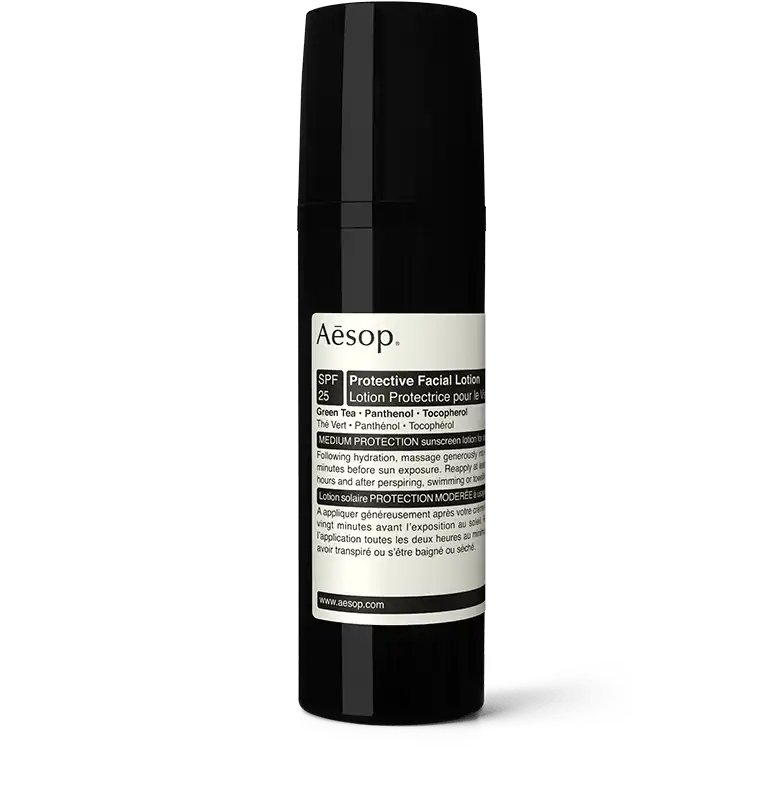 Aēsop®
SPF 25
Protective Facial Lotion
Lotion Protectrice pour le
Green Tea • Panthenol • Tocopherol
Thé Vert • Panthénol • Tocophérol
MEDIUM PROTECTION sunscreen lotion for
Following hydration, massage generously
minutes before sun exposure. Reapply at
hours and after perspiring, swimming or
Lotion solaire PROTECTION MODERÉE à
A appliquer généreusement après votre
vingt minutes avant l'exposition au soleil.
l'application toutes les deux heures au
avoir transpiré ou s'être baigné ou séché.
www.aesop.com